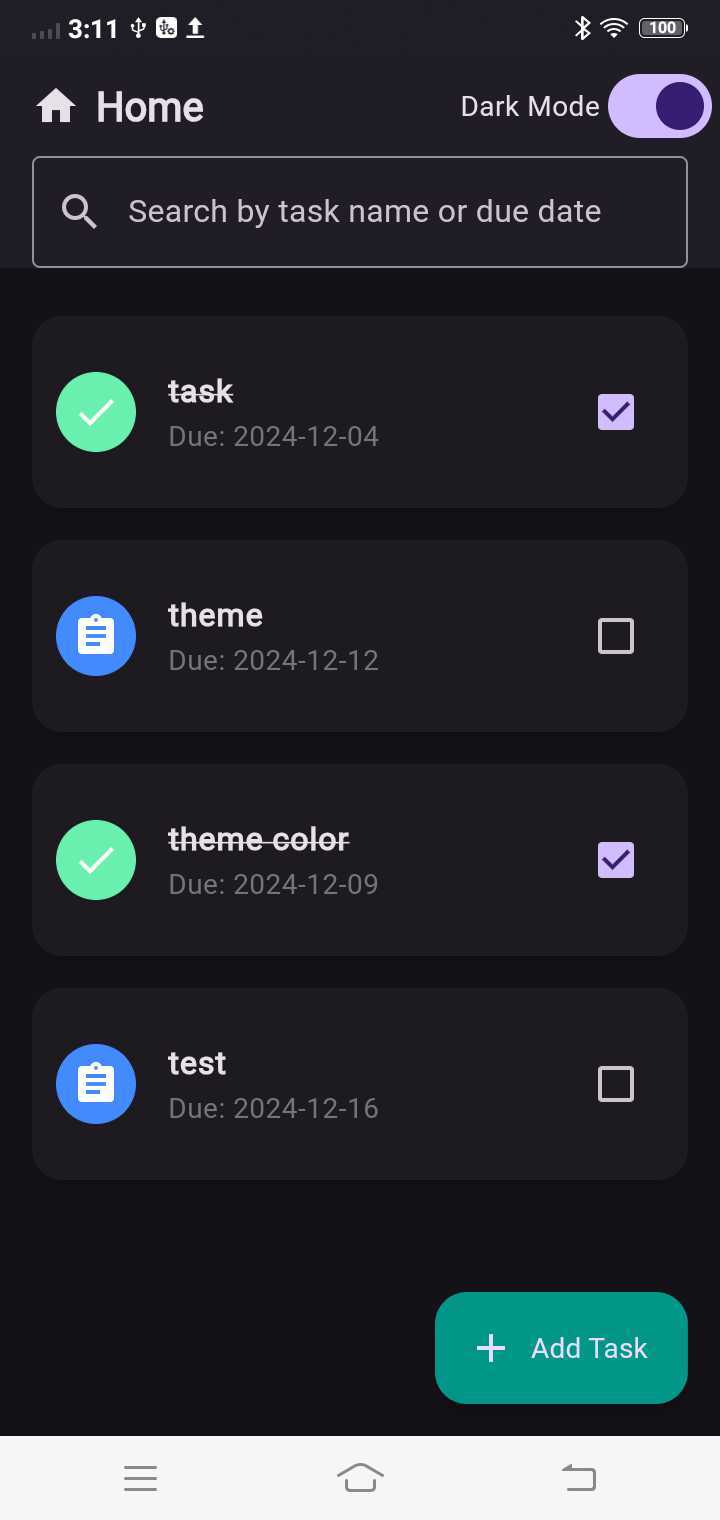 3:11
100
Home
Dark Mode
Search by task name or due date
task
Due: 2024-12-04
theme
Due: 2024-12-12
theme color
Due: 2024-12-09
test
Due: 2024-12-16
Add Task